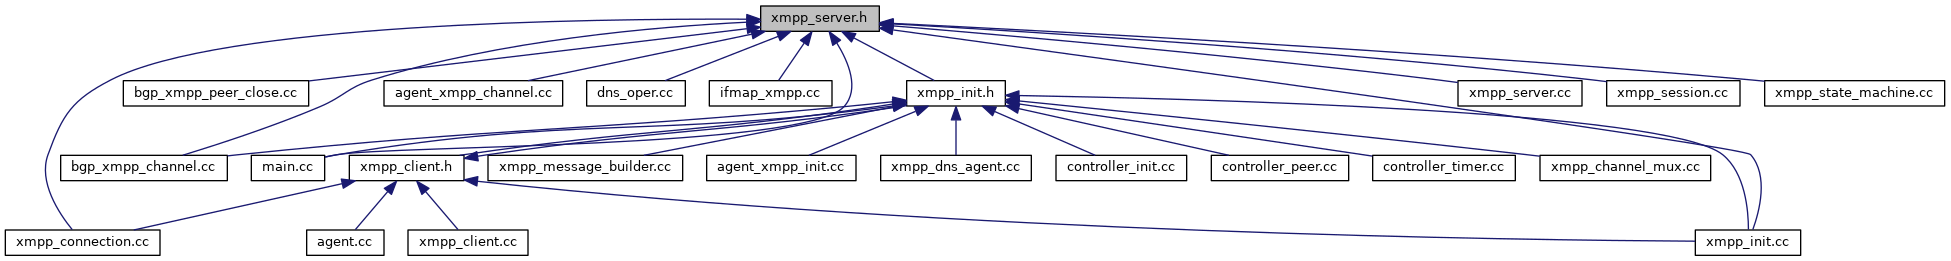 xmpp_server.h
bgp_xmpp_peer_close.cc
agent_xmpp_channel.cc
dns_oper.cc
ifmap_xmpp.cc
xmpp_init.h
xmpp_server.cc
xmpp_session.cc
xmpp_state_machine.cc
bgp_xmpp_channel.cc
main.cc
xmpp_client.h
xmpp_message_builder.cc
agent_xmpp_init.cc
xmpp_dns_agent.cc
controller_init.cc
controller_peer.cc
controller_timer.cc
xmpp_channel_mux.cc
xmpp_connection.cc
agent.cc
xmpp_client.cc
xmpp_init.cc